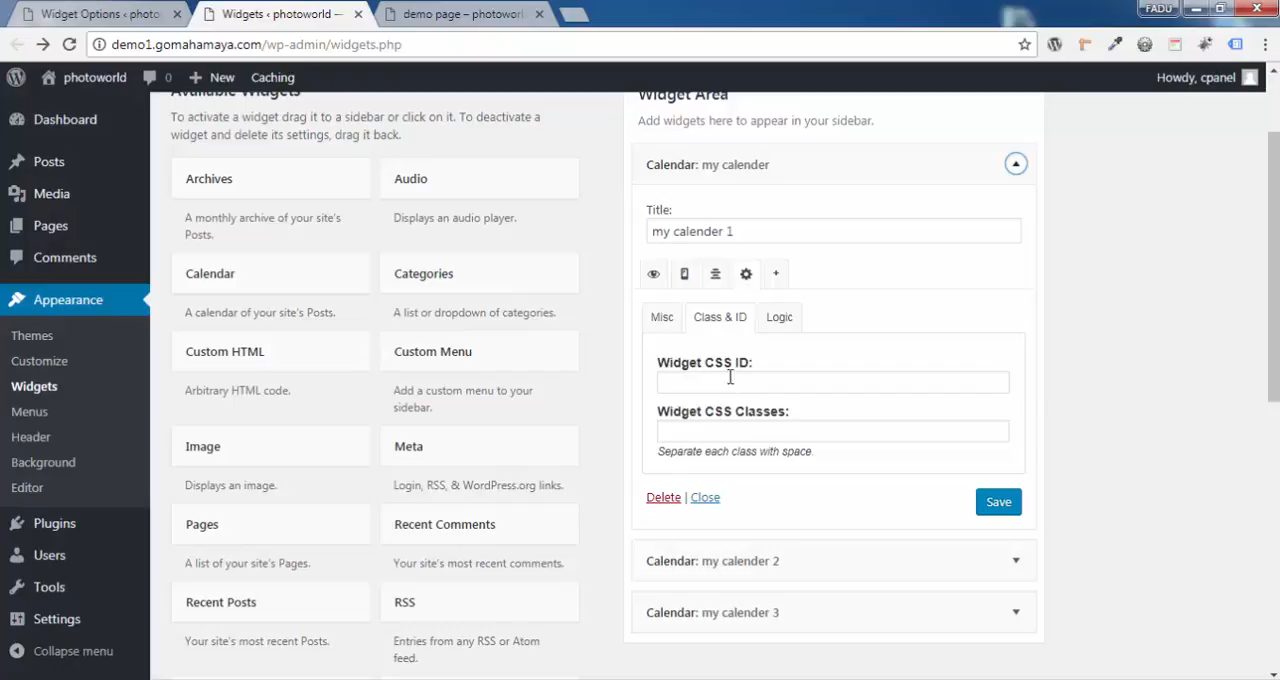 Widget Options ‹ photo
Widgets ‹ photoworld —
demo page – photoworl
FADU
demo1.gomahamaya.com/wp-admin/widgets.php
photoworld
0
New
Caching
Howdy, cpanel
Dashboard
Posts
Media
Pages
Comments
Appearance
Themes
Customize
Widgets
Menus
Header
Background
Editor
Plugins
Users
Tools
Settings
Collapse menu
Available Widgets
To activate a widget drag it to a sidebar or click on it. To deactivate a
widget and delete its settings, drag it back.
Archives
A monthly archive of your site's
Posts.
Audio
Displays an audio player.
Calendar
A calendar of your site's Posts.
Categories
A list or dropdown of categories.
Custom HTML
Arbitrary HTML code.
Custom Menu
Add a custom menu to your
sidebar.
Image
Displays an image.
Meta
Login, RSS, & WordPress.org links.
Pages
A list of your site's Pages.
Recent Comments
Your site's most recent comments.
Recent Posts
Your site's most recent Posts.
RSS
Entries from any RSS or Atom
feed.
Widget Area
Add widgets here to appear in your sidebar.
Calendar: my calender
Title:
my calender 1
Misc
Class & ID
Logic
Widget CSS ID:
Widget CSS Classes:
Separate each class with space.
Delete | Close
Save
Calendar: my calender 2
Calendar: my calender 3